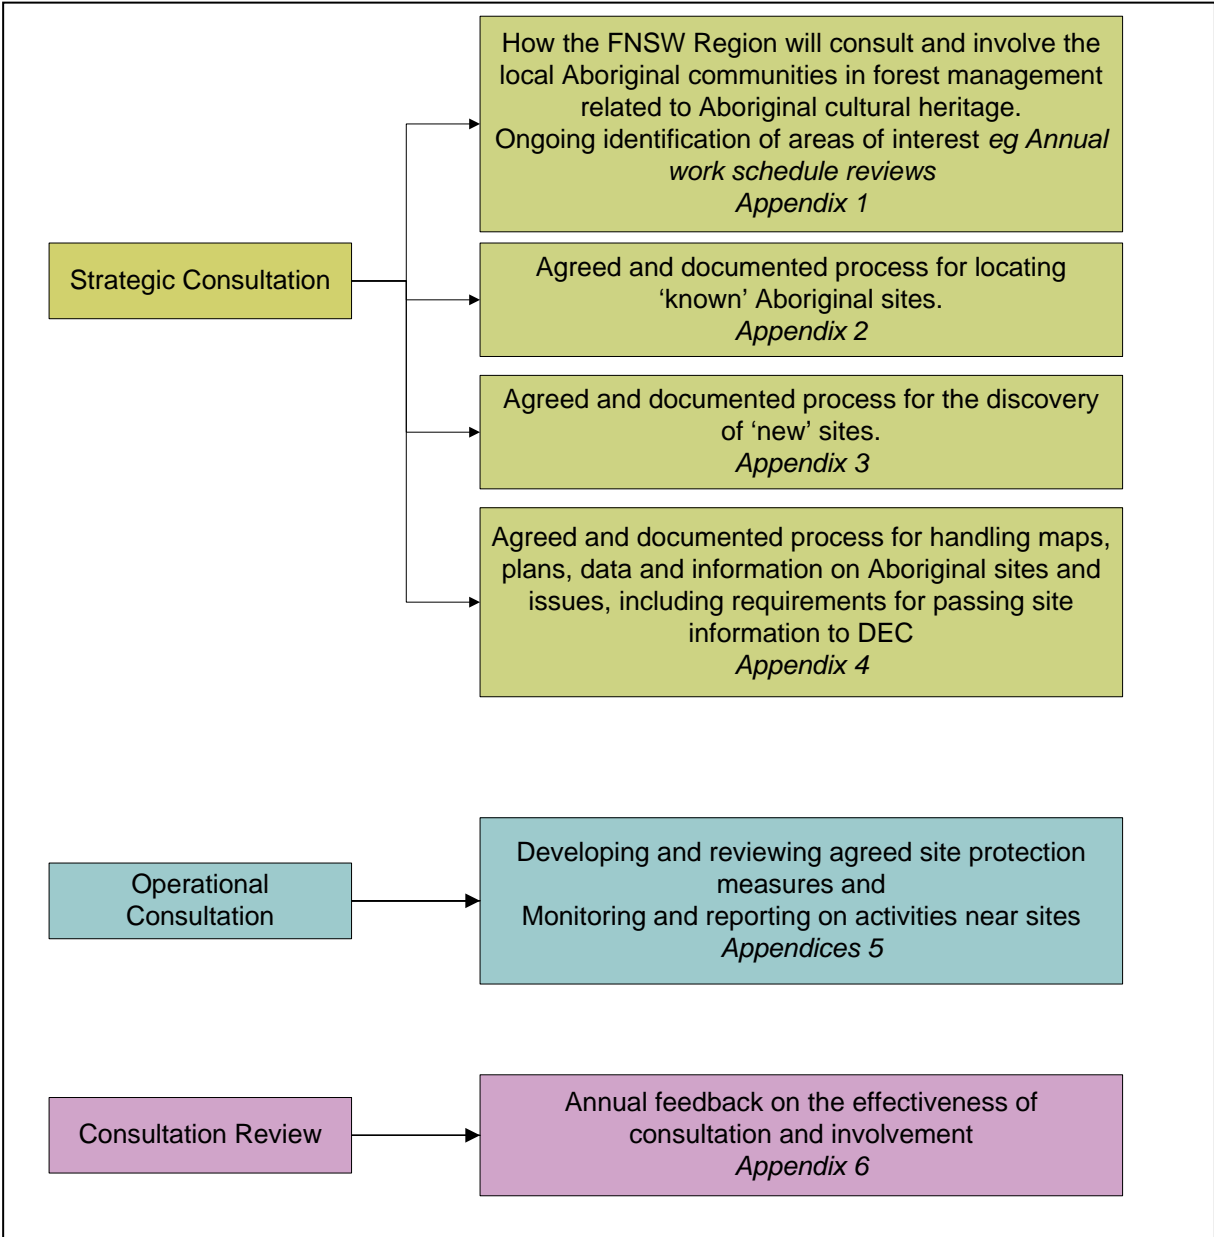 How the FNSW Region will consult and involve the
local Aboriginal communities in forest management
related to Aboriginal cultural heritage.
Ongoing identification of areas of interest eg Annual
work schedule reviews
Appendix 1
Strategic Consultation
Agreed and documented process for locating
‘known’ Aboriginal sites.
Appendix 2
Agreed and documented process for the discovery
of ‘new’ sites.
Appendix 3
Agreed and documented process for handling maps,
plans, data and information on Aboriginal sites and
issues, including requirements for passing site
information to DEC
Appendix 4
Operational
Consultation
Developing and reviewing agreed site protection
measures and
Monitoring and reporting on activities near sites
Appendices 5
Consultation Review
Annual feedback on the effectiveness of
consultation and involvement
Appendix 6